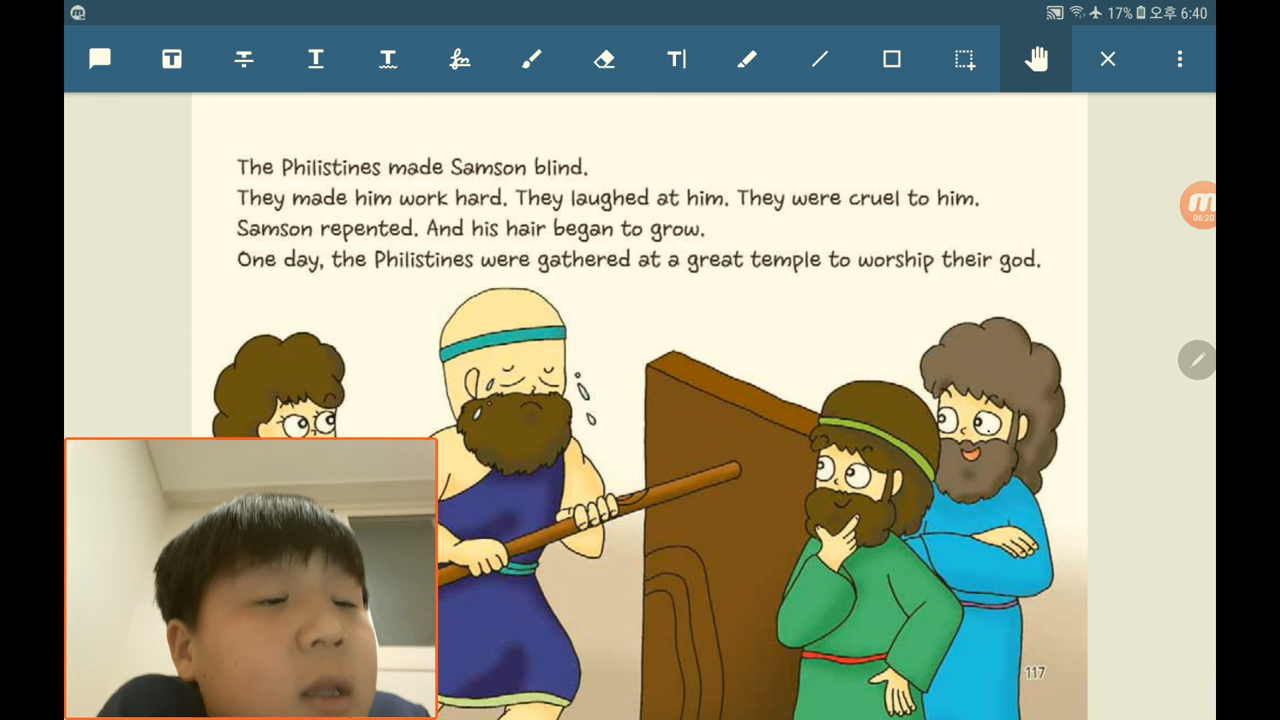 17% 오후 6:40
T T T T T
The Philistines made Samson blind.
They made him work hard. They laughed at him. They were cruel to him.
Samson repented. And his hair began to grow.
One day, the Philistines were gathered at a great temple to worship their god.
06:20
117